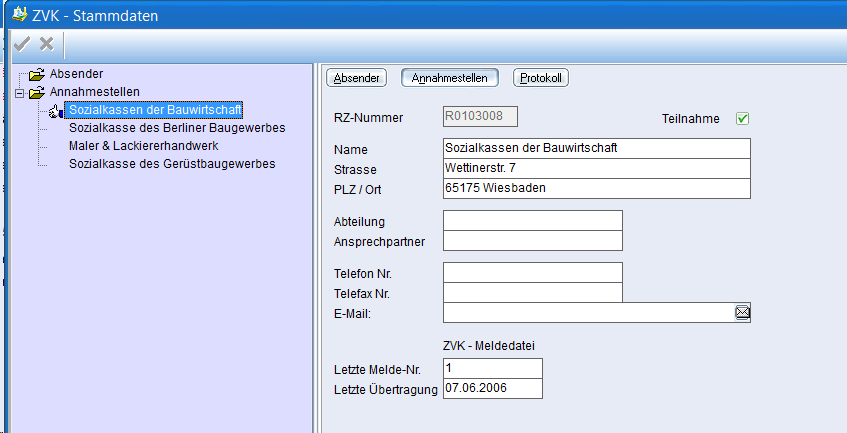 ZVK - Stammdaten
Absender
Annahmestellen
Sozialkassen der Bauwirtschaft
Sozialkasse des Berliner Baugewerbes
Maler & Lackiererhandwerk
Sozialkasse des Gerüstbaugewerbes
Absender Annahmestellen Protokoll
RZ-Nummer R0103008 Teilnahme
Name Sozialkassen der Bauwirtschaft
Strasse Wettinerstr. 7
PLZ / Ort 65175 Wiesbaden
Abteilung
Ansprechpartner
Telefon Nr.
Telefax Nr.
E-Mail:
ZVK - Meldedatei
Letzte Melde-Nr. 1
Letzte Übertragung 07.06.2006